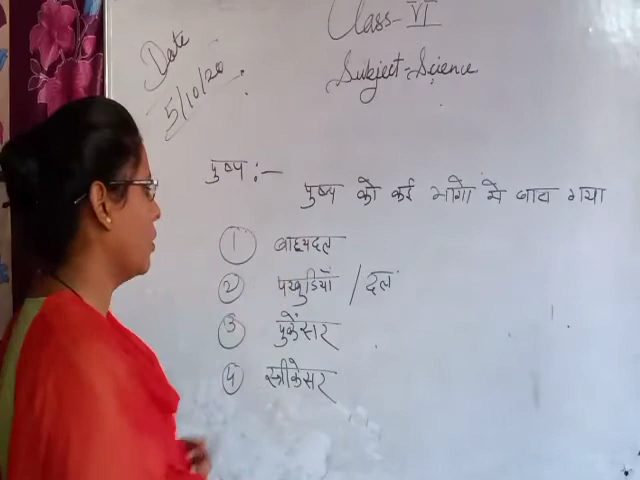 Class - VI
Date
5/10/20
Subject - Science
पुष्प :-
पुष्प को कई भागों में बाटा गया
1 बाह्यदल
2 पंखुडियाँ / दल
3 पुकेंसर
4 स्त्रीकेसर